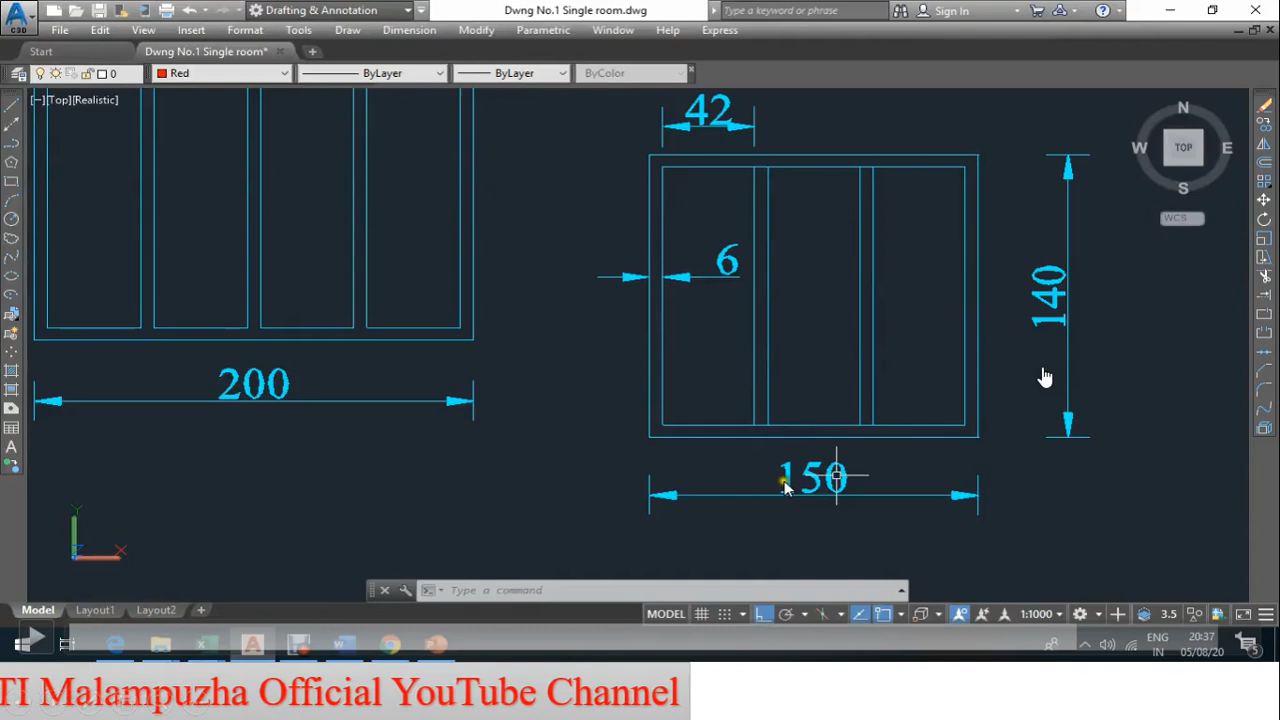 Drafting & Annotation
Dwng No.1 Single room.dwg
Type a keyword or phrase
Sign In
C3D
File Edit View Insert Format Tools Draw Dimension Modify Parametric Window Help Express
Start
Dwng No.1 Single room*
0
Red
ByLayer
ByLayer
ByColor
[−][Top][Realistic]
N
W
TOP
E
S
WCS
42
6
140
200
150
Y
X
Type a command
Model
Layout1
Layout2
MODEL
1:1000
3.5
ENG
IN
20:37
05/08/20
5
TI Malampuzha Official YouTube Channel